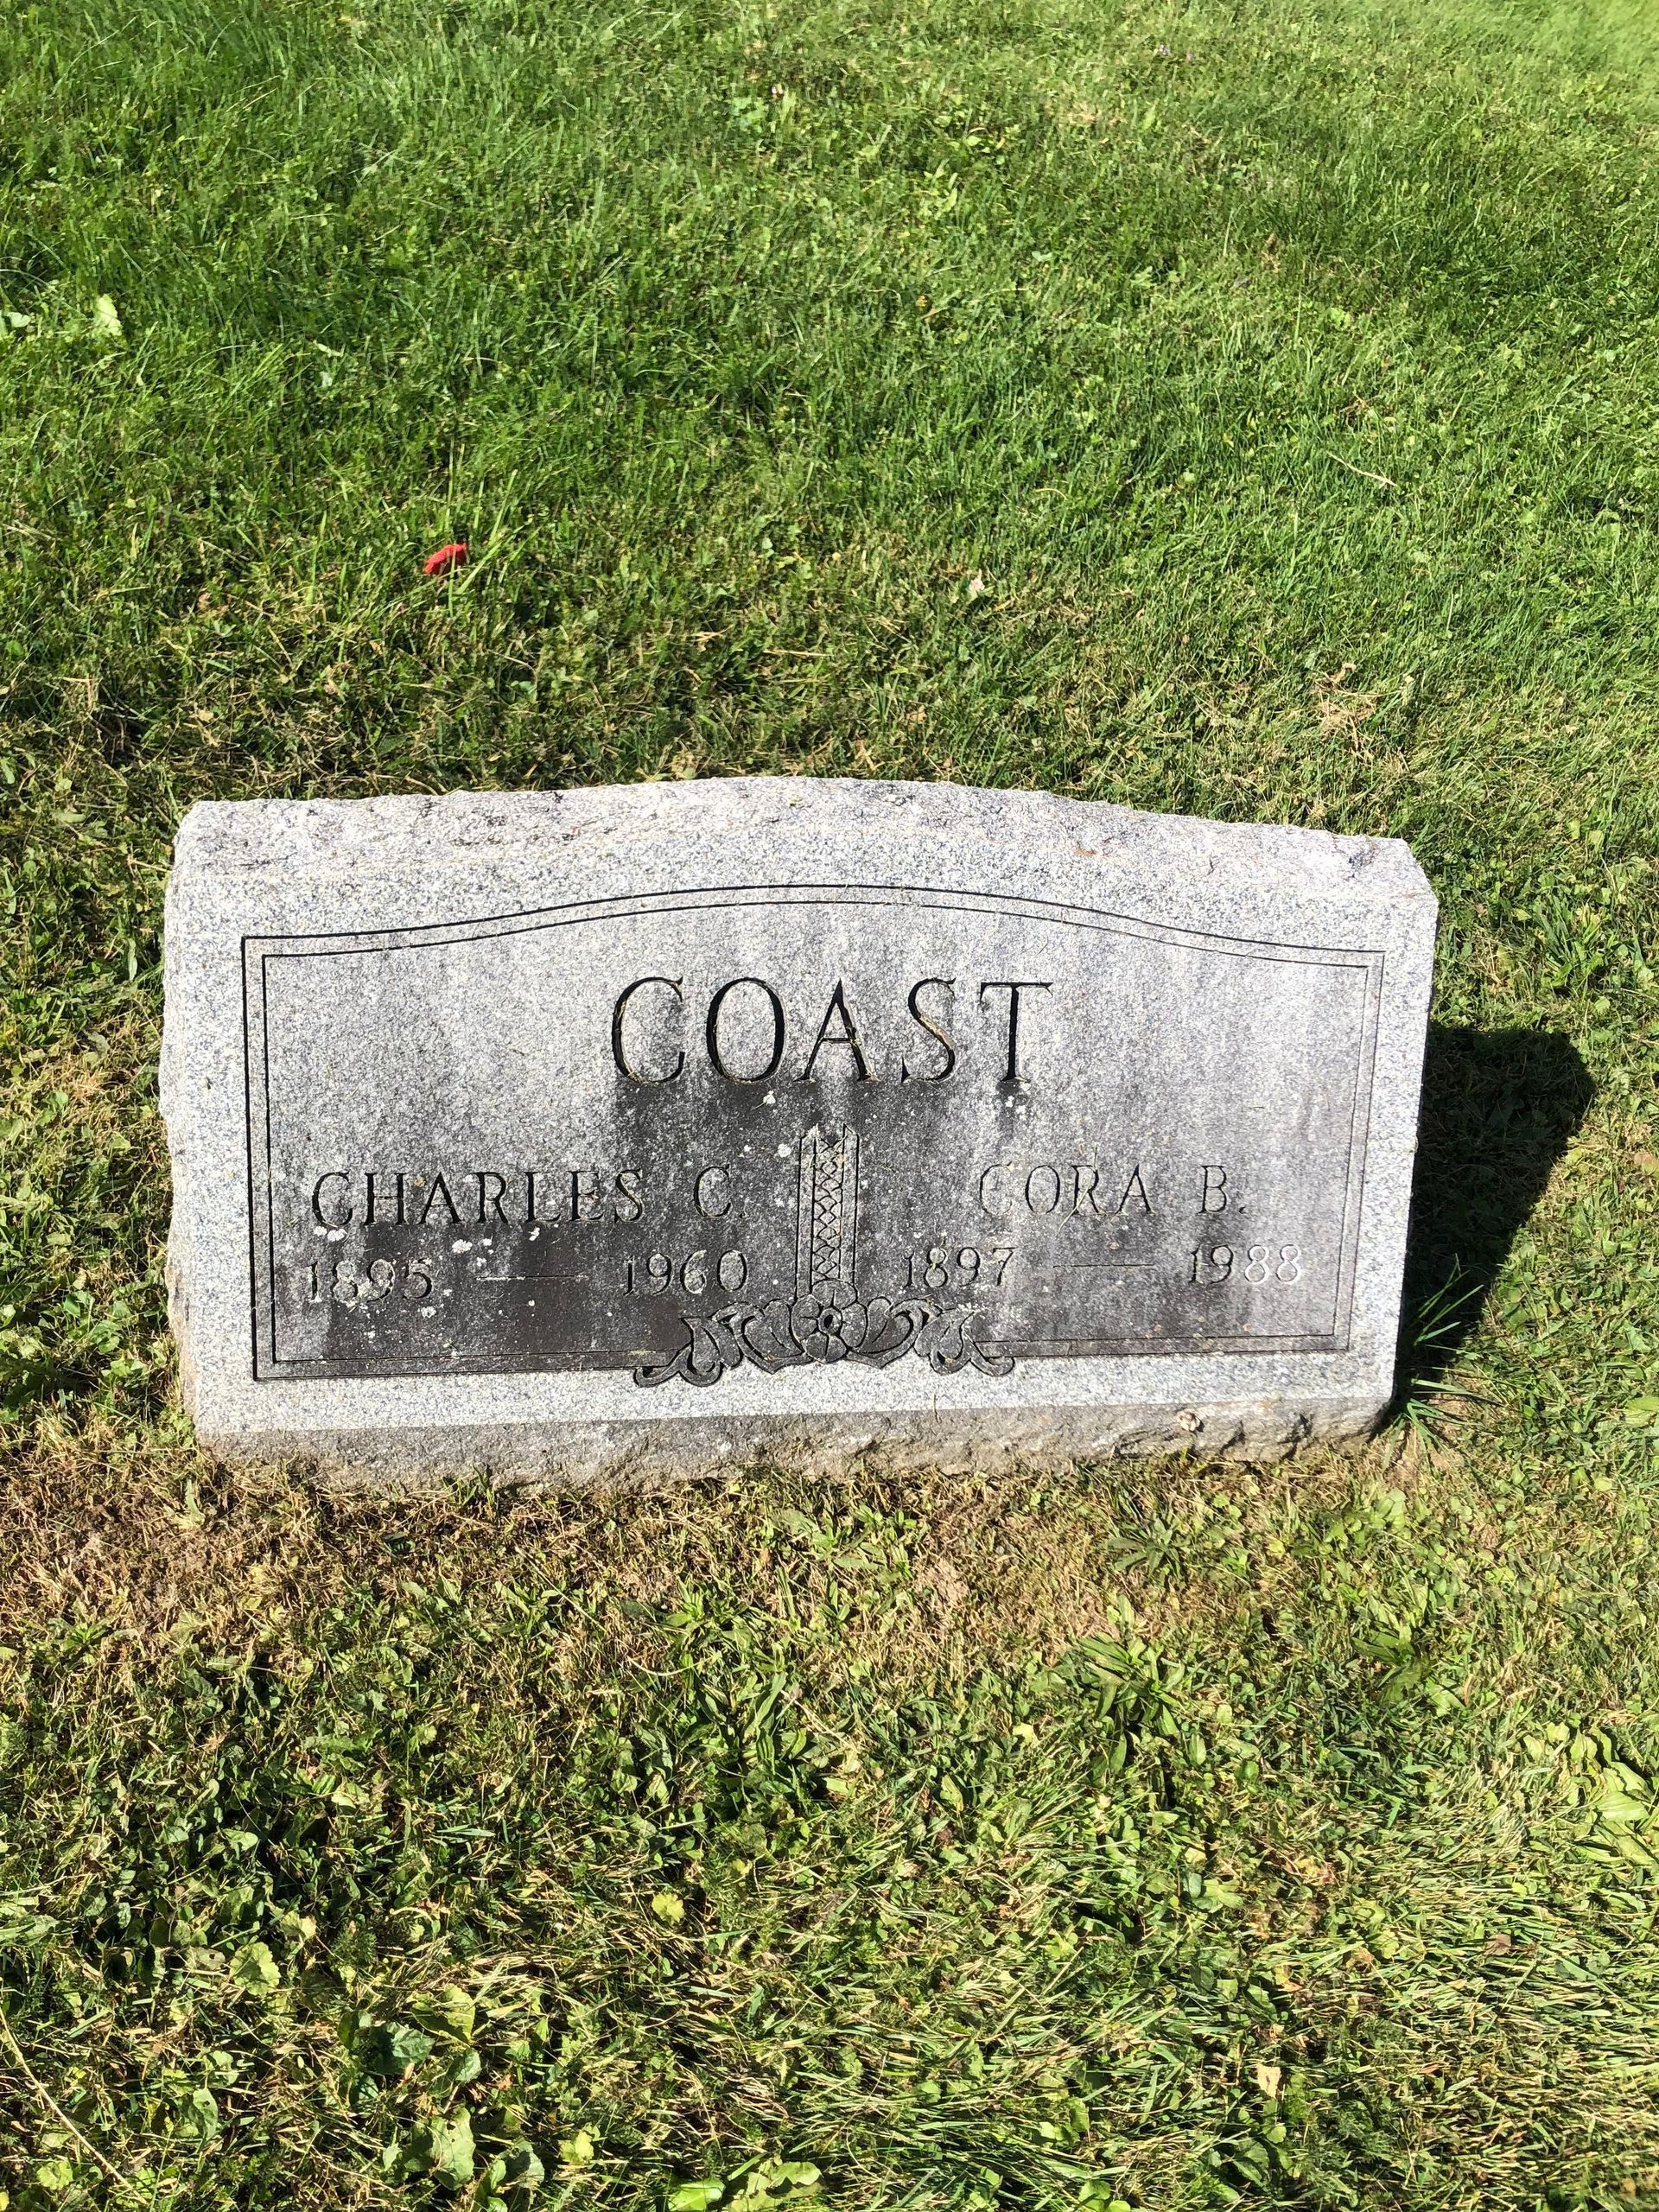 COAST
CHARLES C. CORA B.
1895 — 1960 1897 — 1988